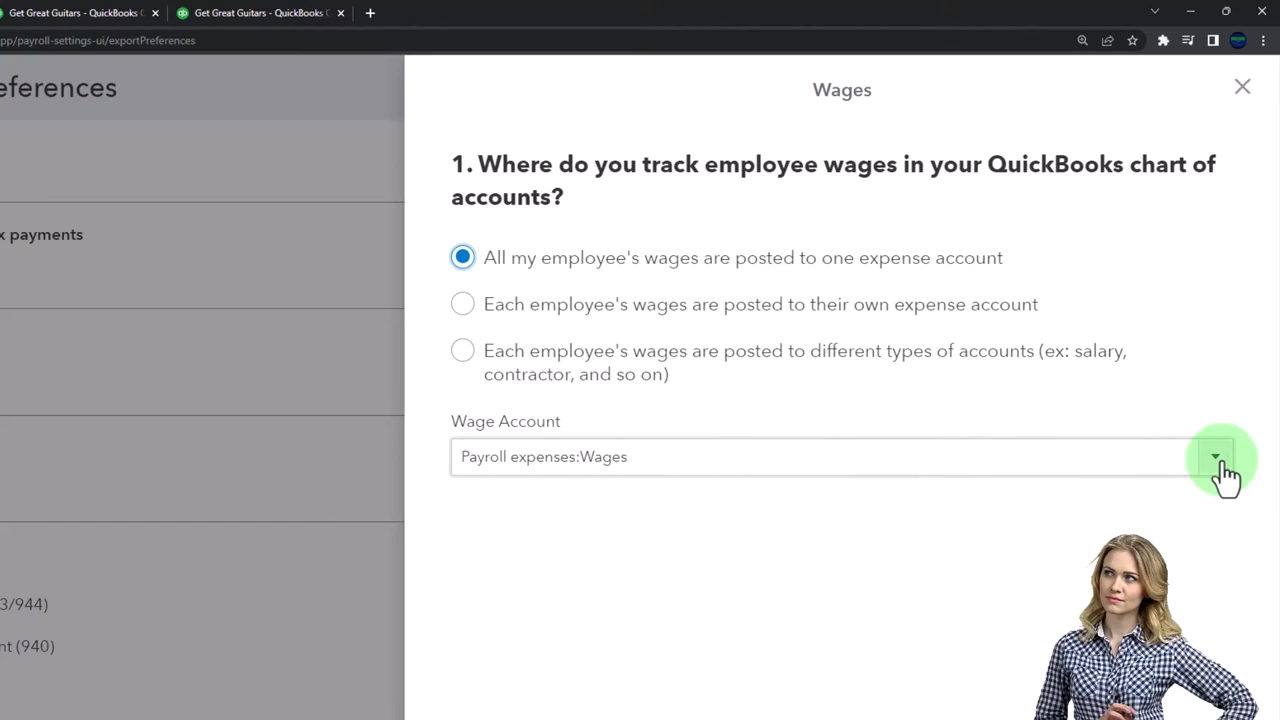 Get Great Guitars - QuickBooks
Get Great Guitars - QuickBooks
app/payroll-settings-ui/exportPreferences
eferences
Wages
1. Where do you track employee wages in your QuickBooks chart of
accounts?
x payments
All my employee's wages are posted to one expense account
Each employee's wages are posted to their own expense account
Each employee's wages are posted to different types of accounts (ex: salary,
contractor, and so on)
Wage Account
Payroll expenses:Wages
3/944)
nt (940)